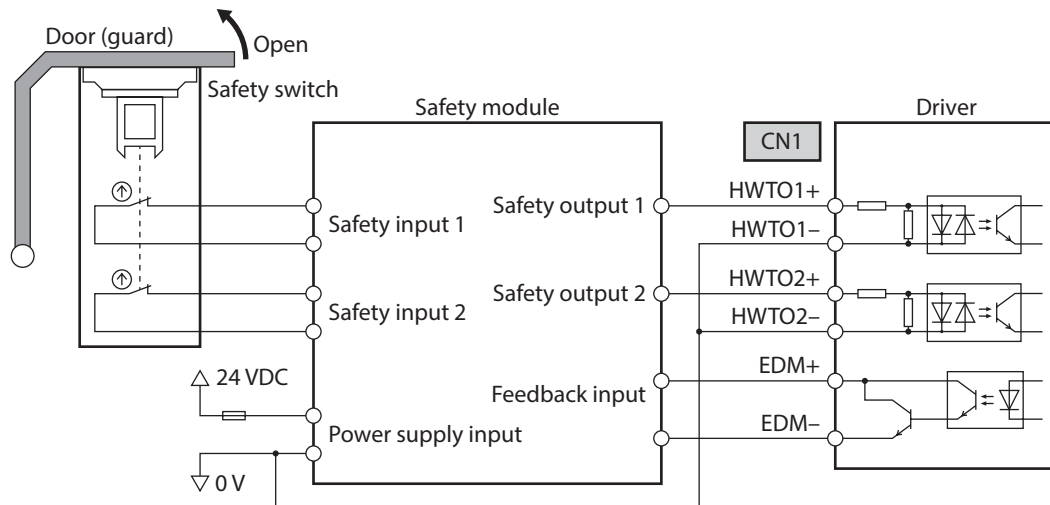 Door (guard)
Open
Safety switch
Safety module
Driver
CN1
HWTO1+
Safety output 1
Safety input 1
HWTO1–
HWTO2+
Safety output 2
Safety input 2
HWTO2–
EDM+
24 VDC
Feedback input
EDM–
Power supply input
0 V